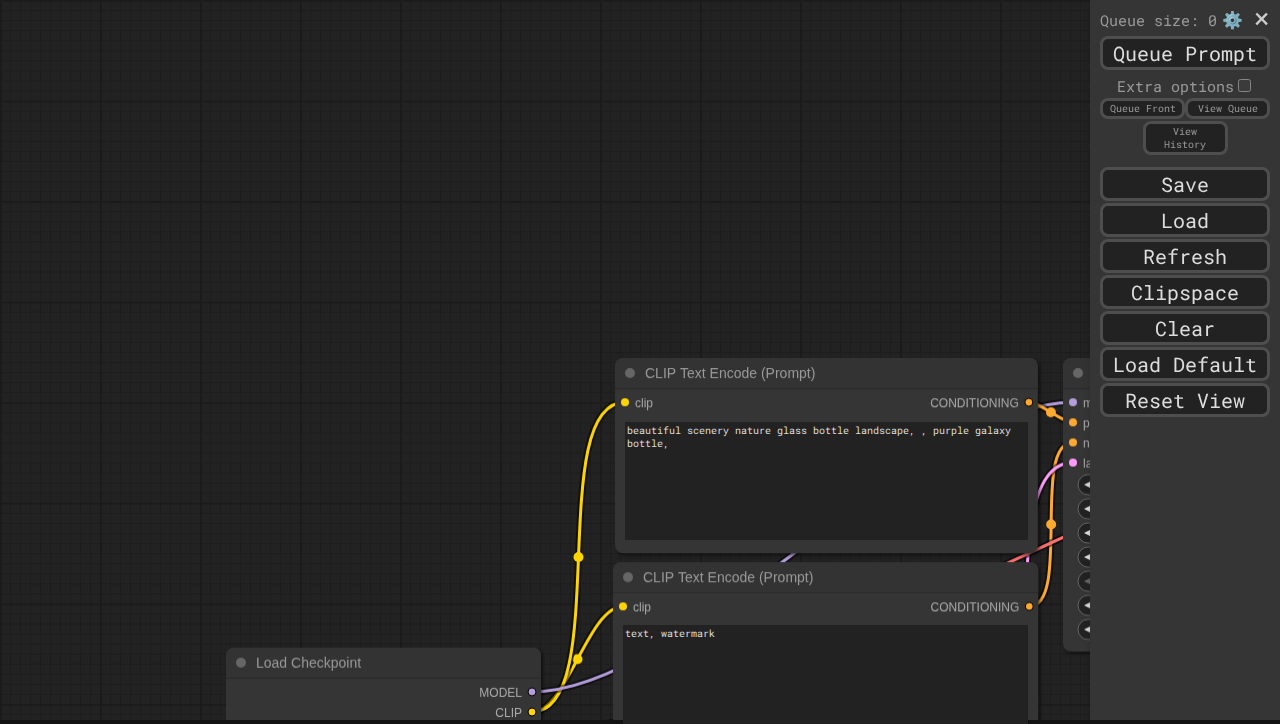 Queue size: 0
Queue Prompt
Extra options
Queue Front
View Queue
View
History
Save
Load
Refresh
Clipspace
Clear
Load Default
Reset View
CLIP Text Encode (Prompt)
clip
CONDITIONING
beautiful scenery nature glass bottle landscape, , purple galaxy
bottle,
CLIP Text Encode (Prompt)
clip
CONDITIONING
text, watermark
Load Checkpoint
MODEL
CLIP